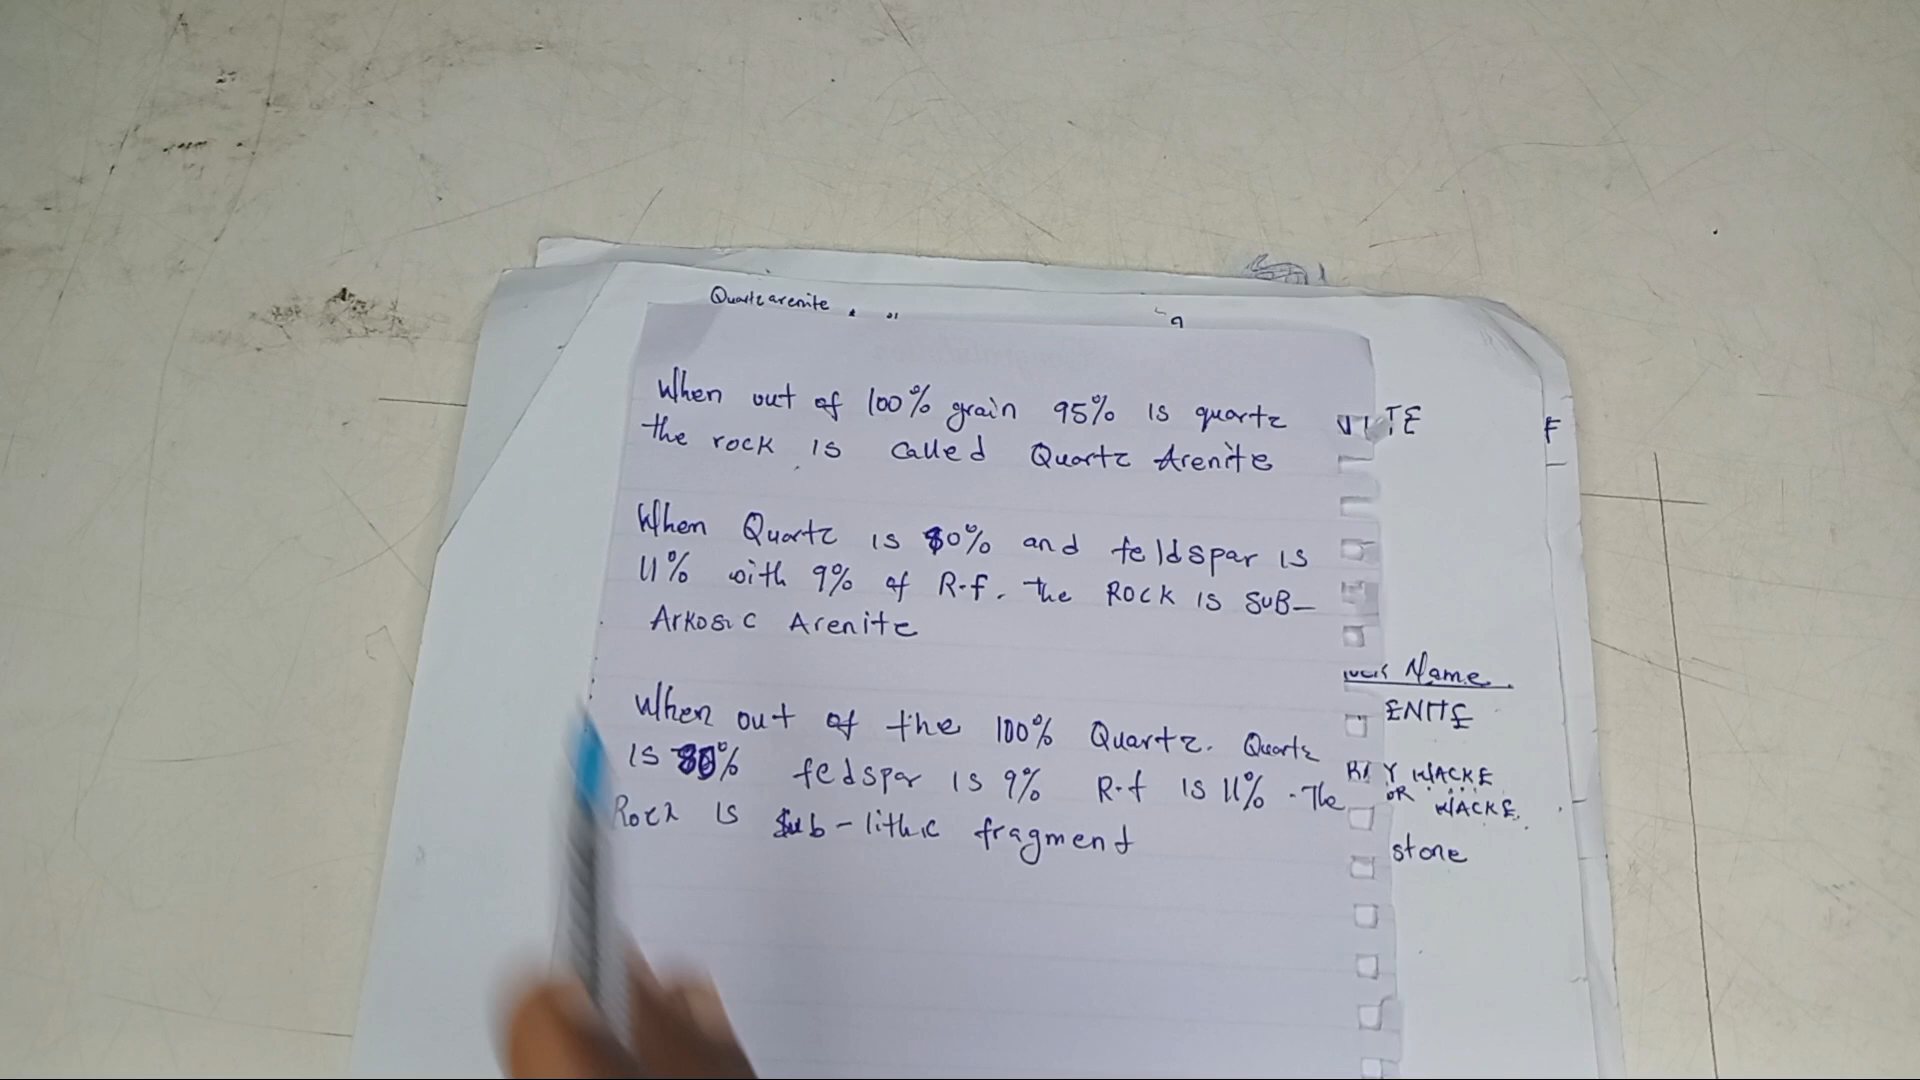 Quartz arenite
When out of 100% grain 95% is quartz
the rock is called Quartz Arenite
When Quartz is 80% and feldspar is
11% with 9% of R.f. the ROCK is SUB-
Arkosic Arenite
When out of the 100% Quartz. Quartz
is 80% fedspar is 9% R.f is 11%. The
Rock is Sub-lithic fragment
Name
ENITE
WACKE
OR WACKE
stone
F